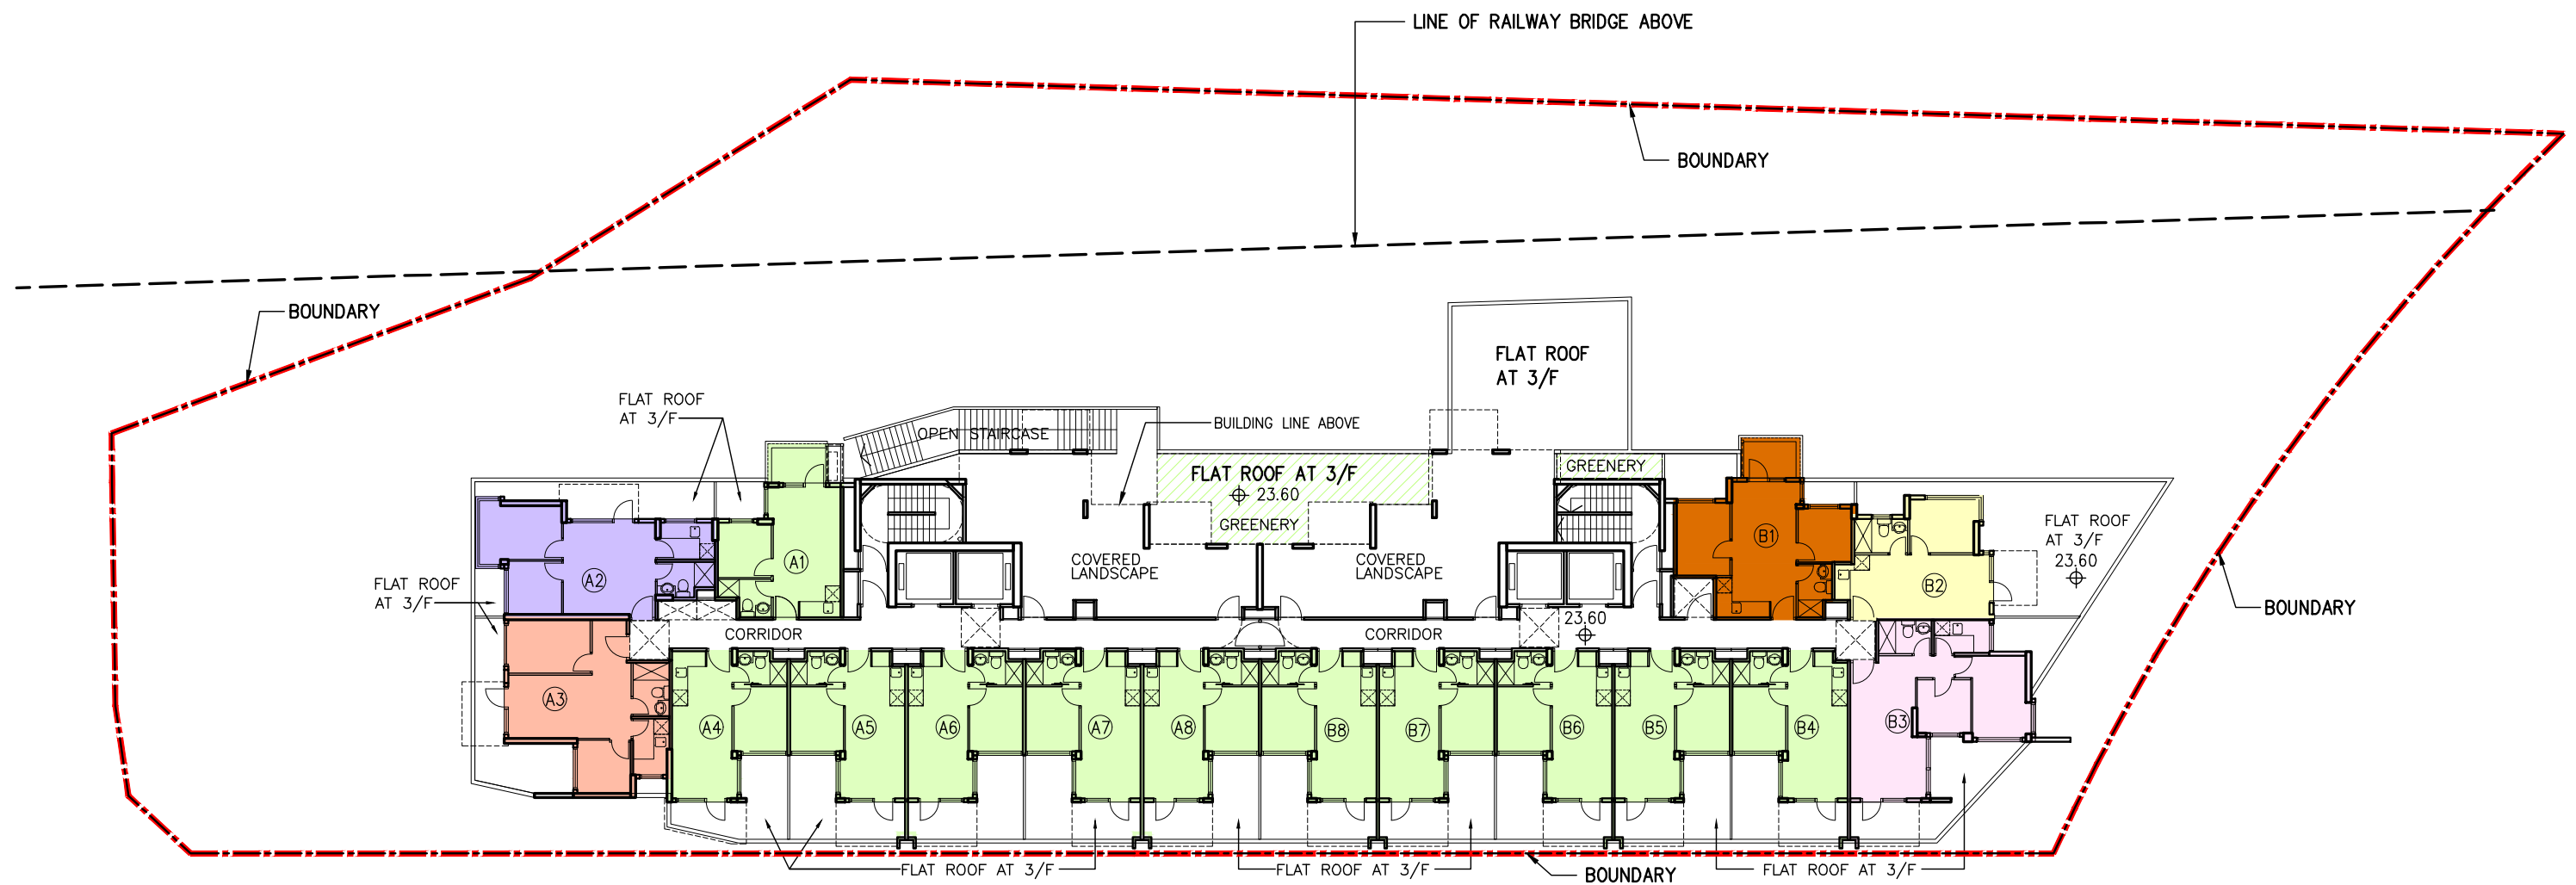 LINE OF RAILWAY BRIDGE ABOVE
BOUNDARY
BOUNDARY
FLAT ROOF
AT 3/F
FLAT ROOF
AT 3/F
BUILDING LINE ABOVE
OPEN STAIRCASE
GREENERY
FLAT ROOF AT 3/F
23.60
GREENERY
FLAT ROOF
AT 3/F
23.60
A1
B1
COVERED
LANDSCAPE
COVERED
LANDSCAPE
A2
B2
FLAT ROOF
AT 3/F
BOUNDARY
23.60
CORRIDOR
CORRIDOR
A3
A4
A5
A6
A7
A8
B8
B7
B6
B5
B4
B3
FLAT ROOF AT 3/F
FLAT ROOF AT 3/F
FLAT ROOF AT 3/F
BOUNDARY